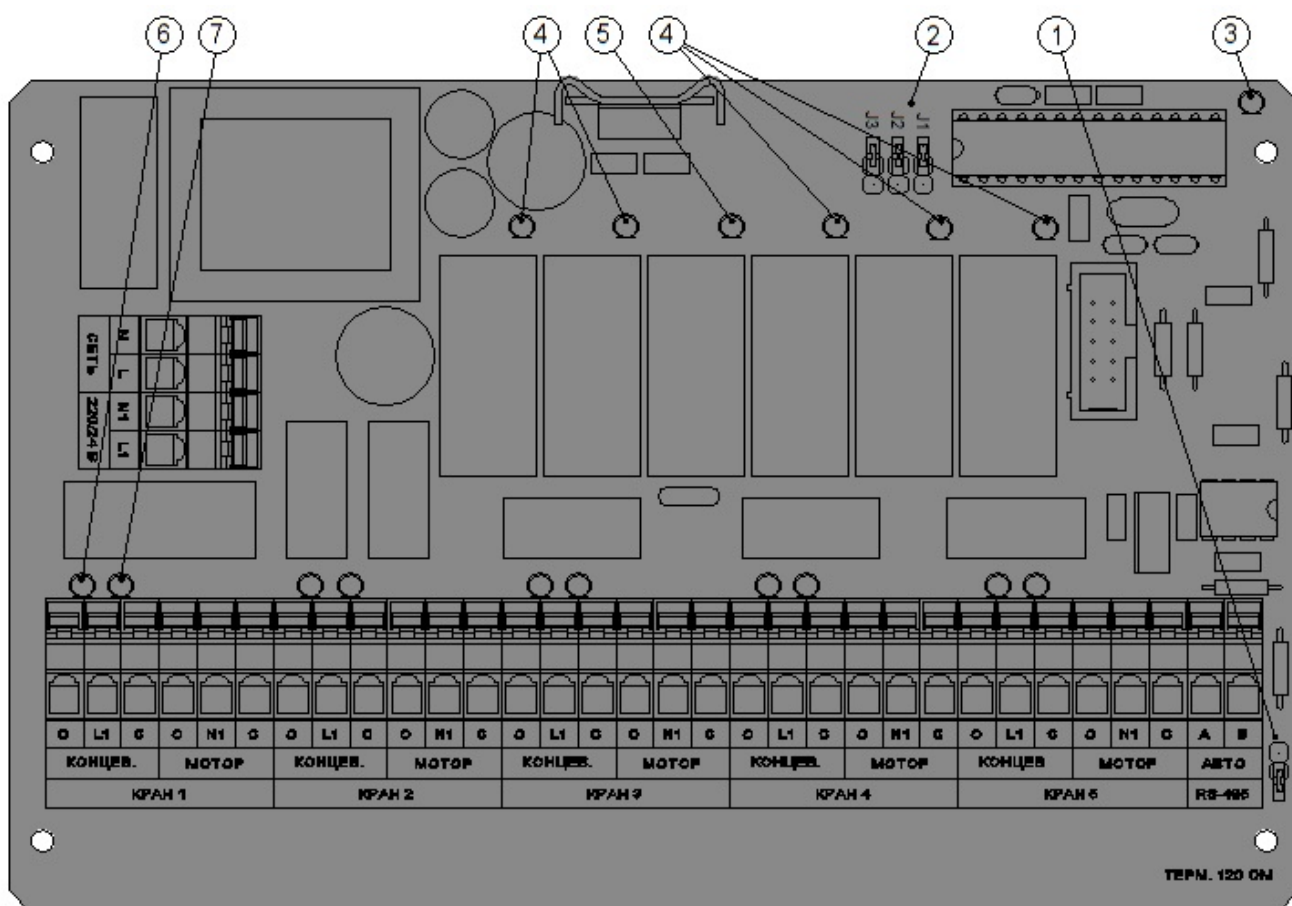 6 7 4 5 4 2 1 3
J3 J2 J1
СЕТЬ N L
220/24 В N1 L1
O L1 C O N1 C O L1 C O N1 C O L1 C O N1 C O L1 C O N1 C O L1 C O N1 C A B
КОНЦЕВ. МОТОР КОНЦЕВ. МОТОР КОНЦЕВ. МОТОР КОНЦЕВ. МОТОР КОНЦЕВ МОТОР АВТО
КРАН 1 КРАН 2 КРАН 3 КРАН 4 КРАН 5 RS-485
ТЕРМ. 120 ОМ